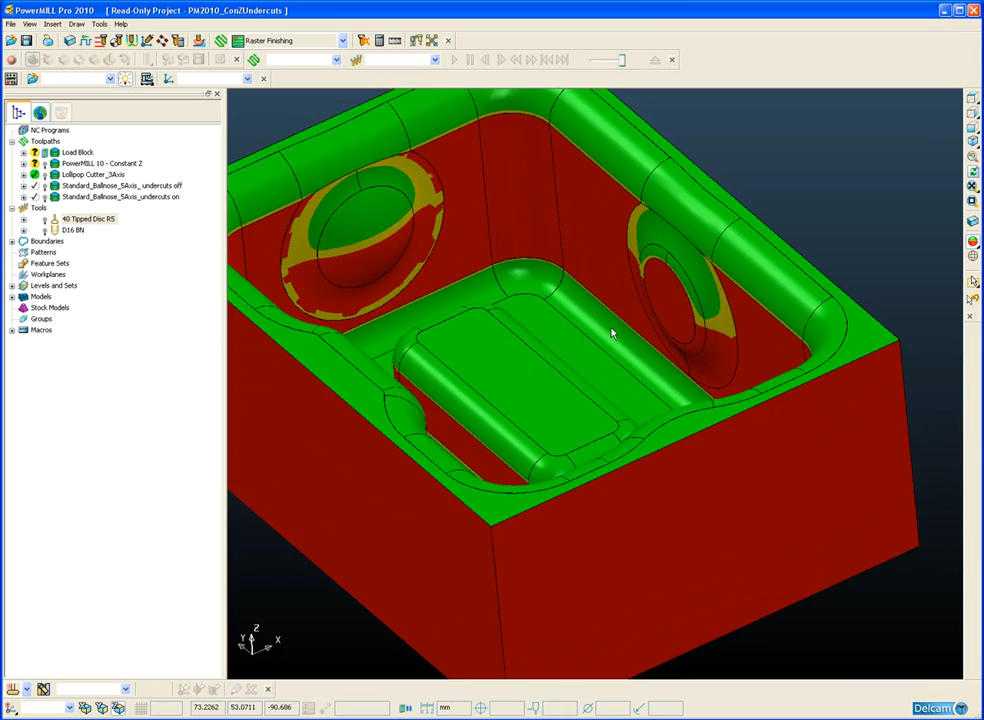 PowerMILL Pro 2010    [ Read-Only Project - PM2010_ConZUndercuts ]
File View Insert Draw Tools Help
Raster Finishing
NC Programs
Toolpaths
Load Block
PowerMILL 10 - Constant Z
Lollipop Cutter_3Axis
Standard_Ballnose_5Axis_ undercuts off
Standard_Ballnose_5Axis_undercuts on
Tools
40 Tipped Disc R5
D16 BN
Boundaries
Patterns
Feature Sets
Workplanes
Levels and Sets
Models
Stock Models
Groups
Macros
Z
Y X
73.2262 53.0711 -90.686 mm Delcam